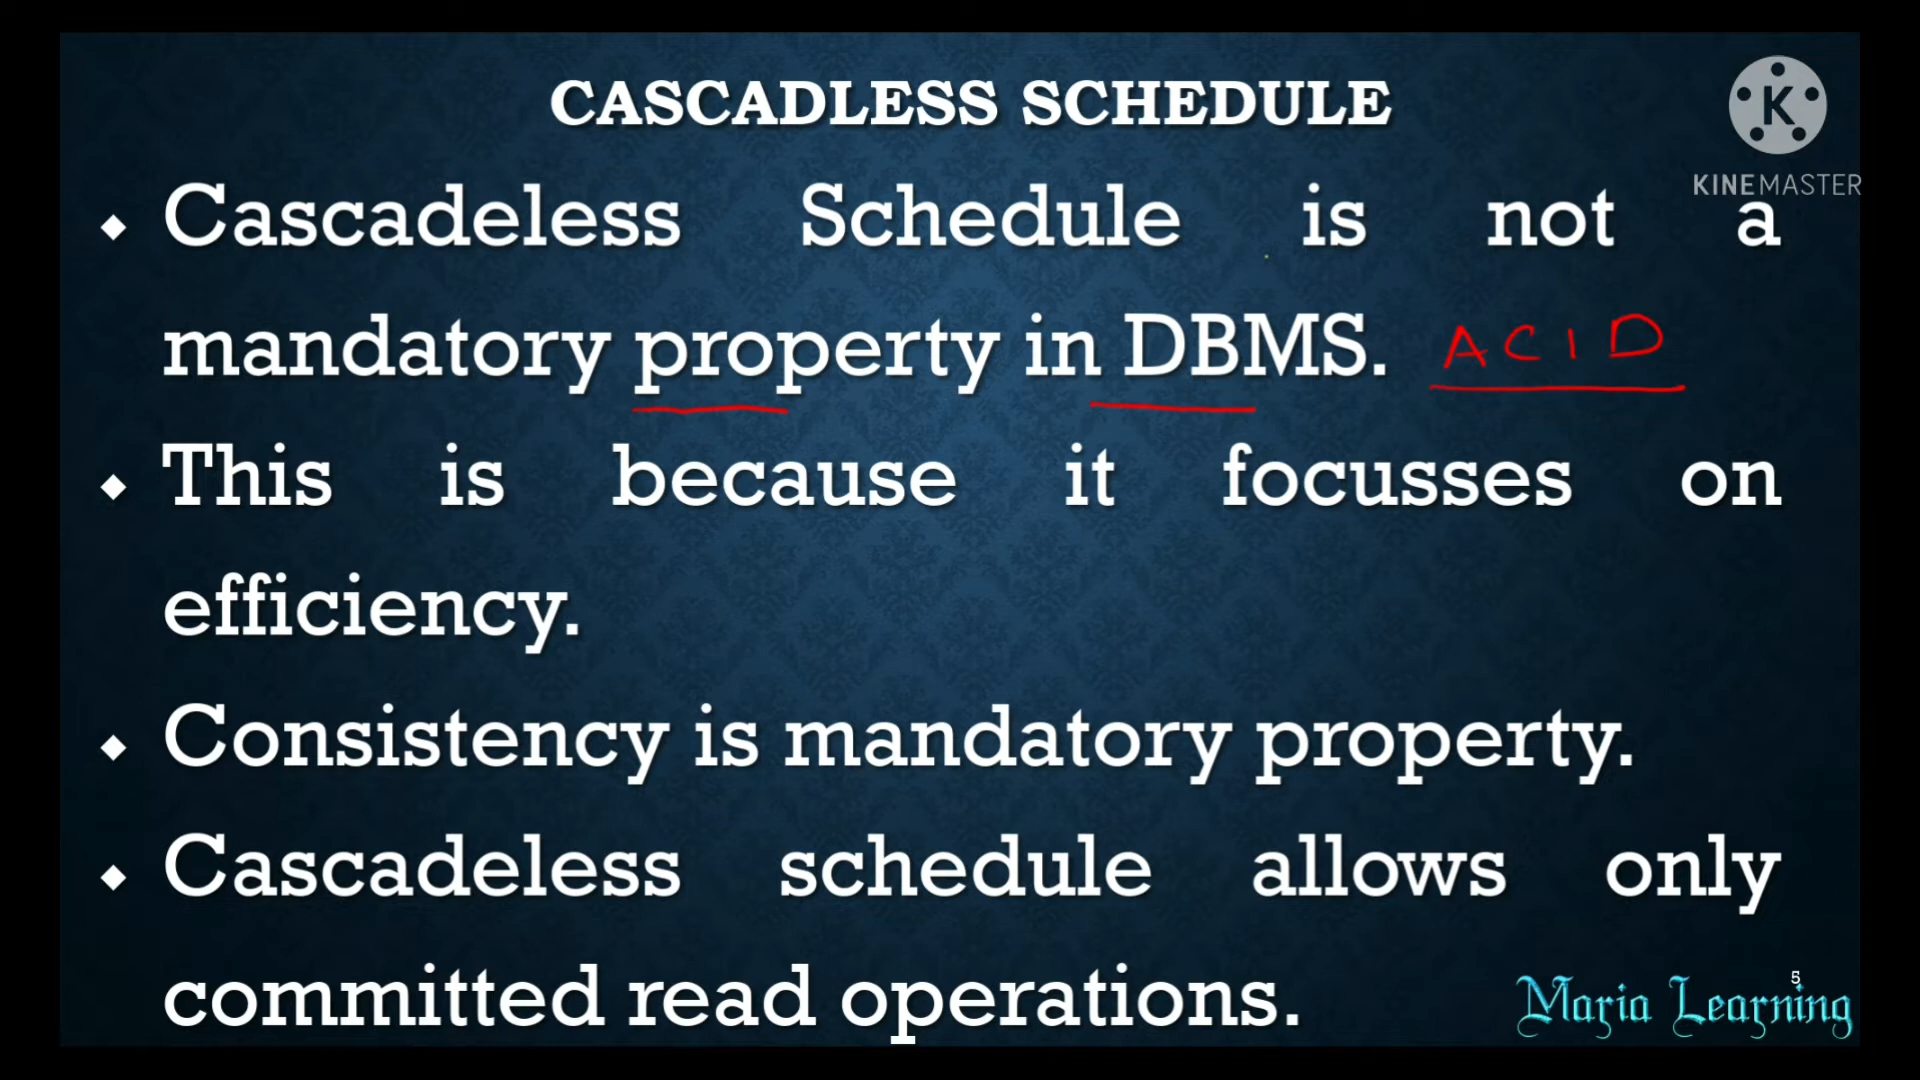 CASCADLESS SCHEDULE
K
KINEMASTER
◆ Cascadeless Schedule is not a
mandatory property in DBMS. ACID
◆ This is because it focusses on
efficiency.
◆ Consistency is mandatory property.
◆ Cascadeless schedule allows only
committed read operations.
5
Maria Learning